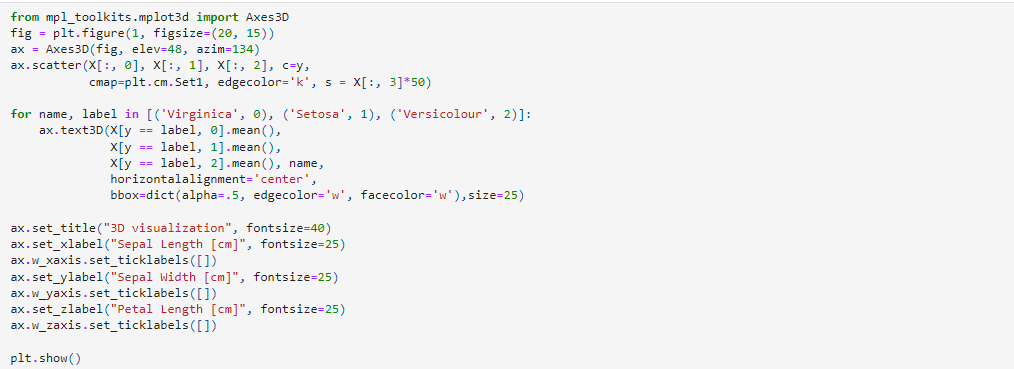 from mpl_toolkits.mplot3d import Axes3D
fig = plt.figure(1, figsize=(20, 15))
ax = Axes3D(fig, elev=48, azim=134)
ax.scatter(X[:, 0], X[:, 1], X[:, 2], c=y,
           cmap=plt.cm.Set1, edgecolor='k', s = X[:, 3]*50)

for name, label in [('Virginica', 0), ('Setosa', 1), ('Versicolour', 2)]:
    ax.text3D(X[y == label, 0].mean(),
              X[y == label, 1].mean(),
              X[y == label, 2].mean(), name,
              horizontalalignment='center',
              bbox=dict(alpha=.5, edgecolor='w', facecolor='w'),size=25)

ax.set_title("3D visualization", fontsize=40)
ax.set_xlabel("Sepal Length [cm]", fontsize=25)
ax.w_xaxis.set_ticklabels([])
ax.set_ylabel("Sepal Width [cm]", fontsize=25)
ax.w_yaxis.set_ticklabels([])
ax.set_zlabel("Petal Length [cm]", fontsize=25)
ax.w_zaxis.set_ticklabels([])

plt.show()